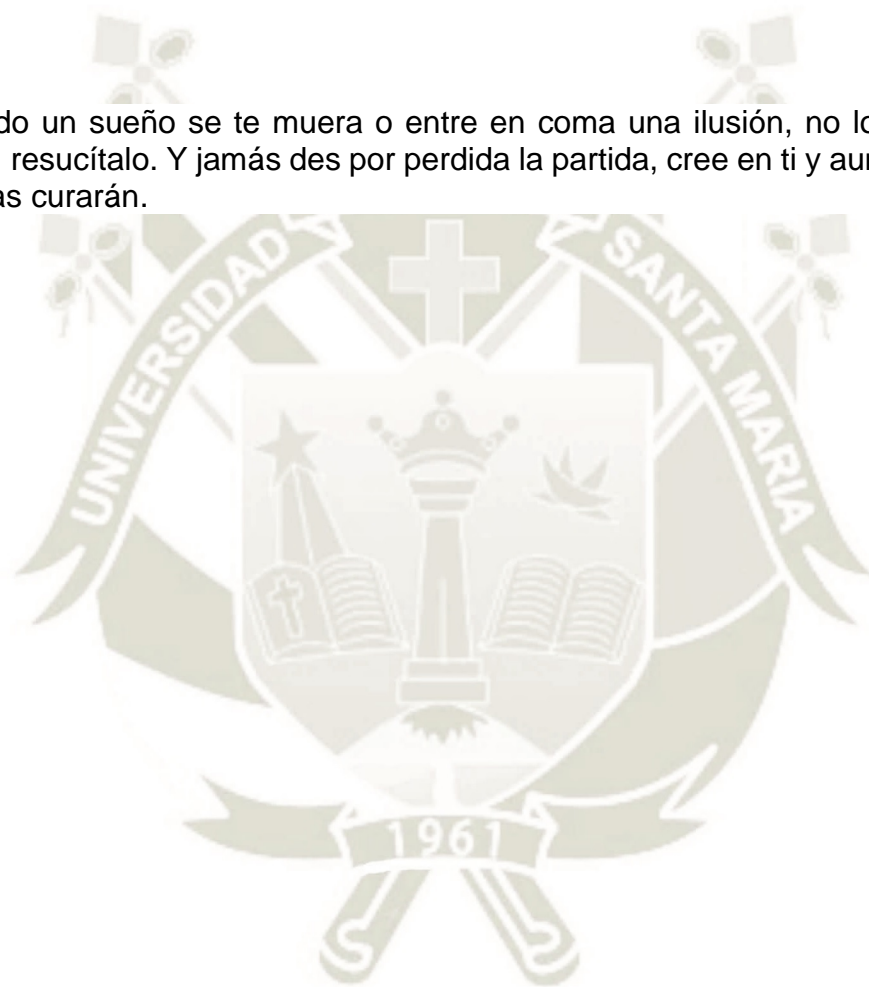 do un sueño se te muera o entre en coma una ilusión, no lo
resucítalo. Y jamás des por perdida la partida, cree en ti y aun
as curarán.
UNIVERSIDAD
SANTA MARIA
1961